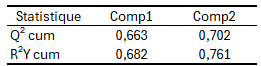 Statistique Comp1 Comp2
Q² cum 0,663 0,702
R²Y cum 0,682 0,761